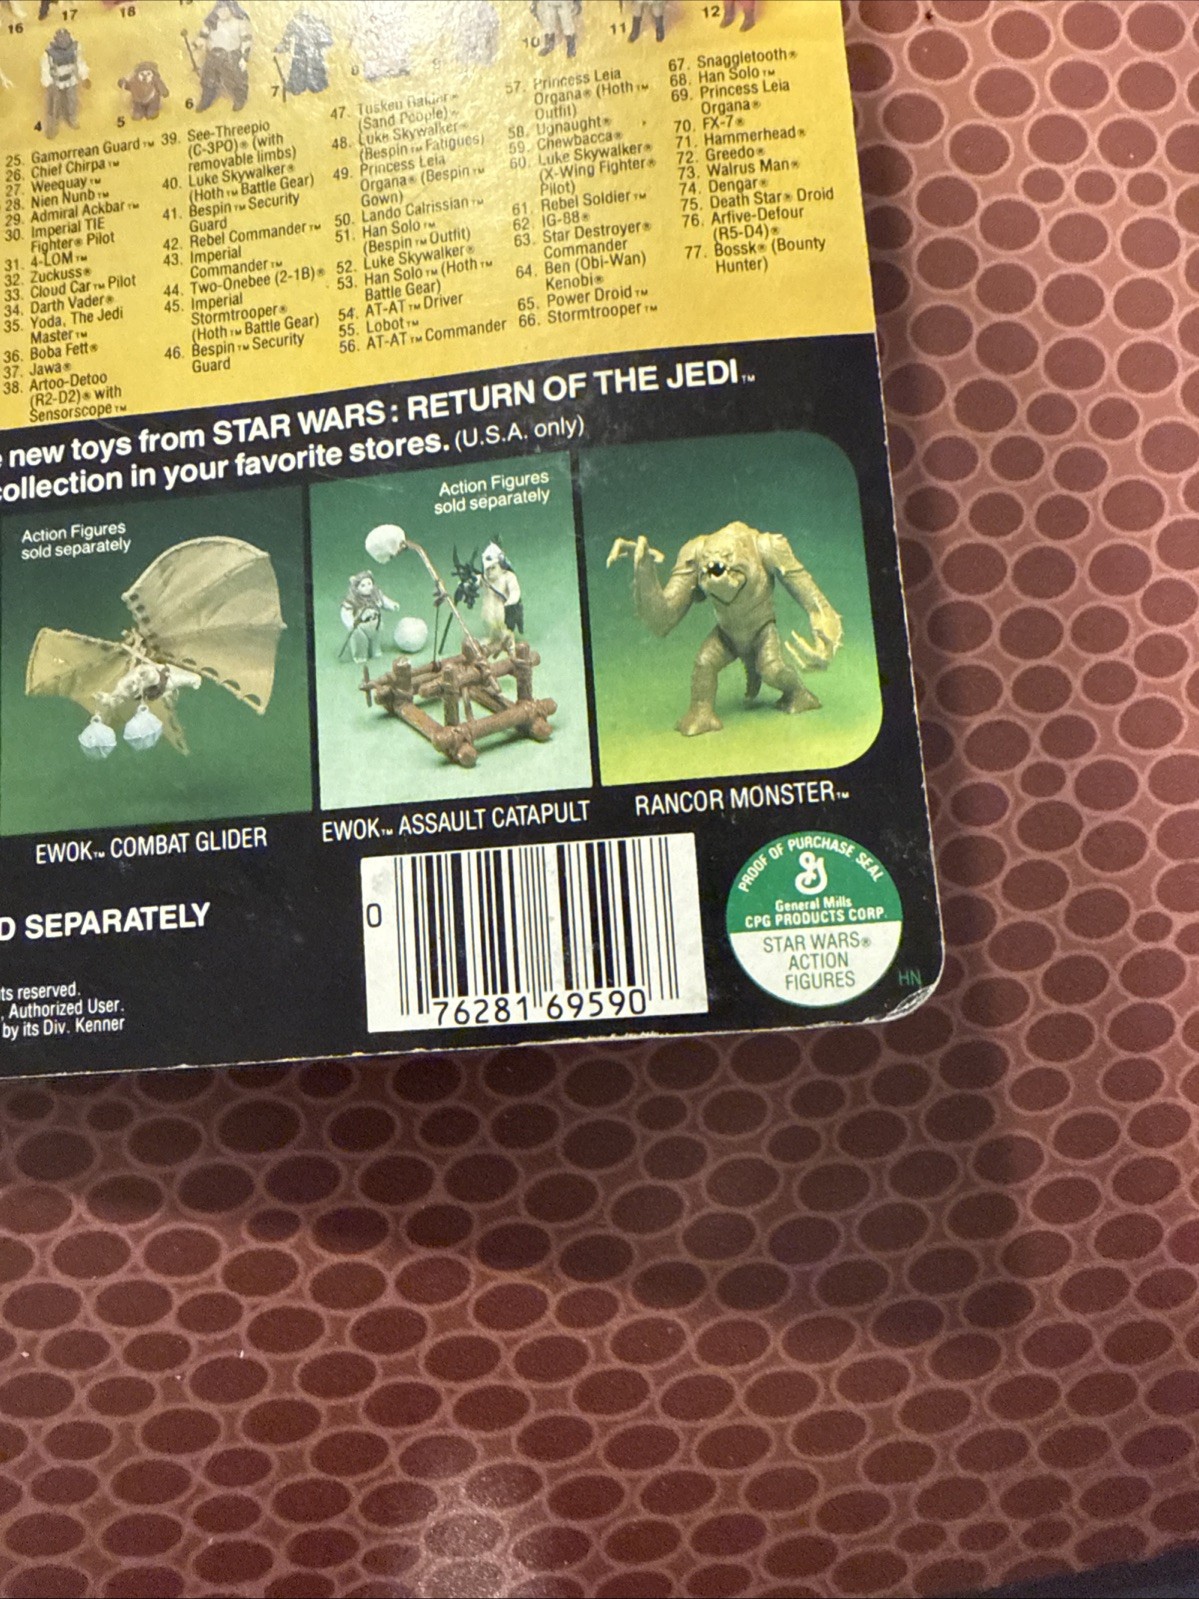 16
17
18
4
5
6
7
8
9
10
11
12
25. Gamorrean Guard™
26. Chief Chirpa™
27. Weequay™
28. Nien Nunb™
29. Admiral Ackbar™
30. Imperial TIE
Fighter® Pilot
31. 4-LOM™
32. Zuckuss®
33. Cloud Car™ Pilot
34. Darth Vader®
35. Yoda, The Jedi
Master™
36. Boba Fett®
37. Jawa®
38. Artoo-Detoo
(R2-D2)® with
Sensorscope™
39. See-Threepio
(C-3PO)® (with
removable limbs)
40. Luke Skywalker®
(Hoth™ Battle Gear)
41. Bespin™ Security
Guard
42. Rebel Commander™
43. Imperial
Commander™
44. Two-Onebee (2-1B)®
45. Imperial
Stormtrooper®
(Hoth™ Battle Gear)
46. Bespin™ Security
Guard
47. Tusken Raider™
(Sand People)®
48. Luke Skywalker®
(Bespin™ Fatigues)
49. Princess Leia
Organa® (Bespin™
Gown)
50. Lando Calrissian™
51. Han Solo™
(Bespin™ Outfit)
52. Luke Skywalker®
53. Han Solo™ (Hoth™
Battle Gear)
54. AT-AT™ Driver
55. Lobot™
56. AT-AT™ Commander
57. Princess Leia
Organa® (Hoth™
Outfit)
58. Ugnaught®
59. Chewbacca®
60. Luke Skywalker®
(X-Wing Fighter®
Pilot)
61. Rebel Soldier™
62. IG-88®
63. Star Destroyer®
Commander
64. Ben (Obi-Wan)
Kenobi®
65. Power Droid™
66. Stormtrooper™
67. Snaggletooth®
68. Han Solo™
69. Princess Leia
Organa®
70. FX-7®
71. Hammerhead®
72. Greedo®
73. Walrus Man®
74. Dengar®
75. Death Star® Droid
76. Arfive-Defour
(R5-D4)®
77. Bossk® (Bounty
Hunter)
new toys from STAR WARS: RETURN OF THE JEDI™
collection in your favorite stores. (U.S.A. only)
Action Figures
sold separately
Action Figures
sold separately
EWOK™ COMBAT GLIDER
EWOK™ ASSAULT CATAPULT
RANCOR MONSTER™
D SEPARATELY
ts reserved.
, Authorized User.
by its Div. Kenner
0
76281 69590
PROOF OF PURCHASE SEAL
G
General Mills
CPG PRODUCTS CORP.
STAR WARS®
ACTION
FIGURES
HN